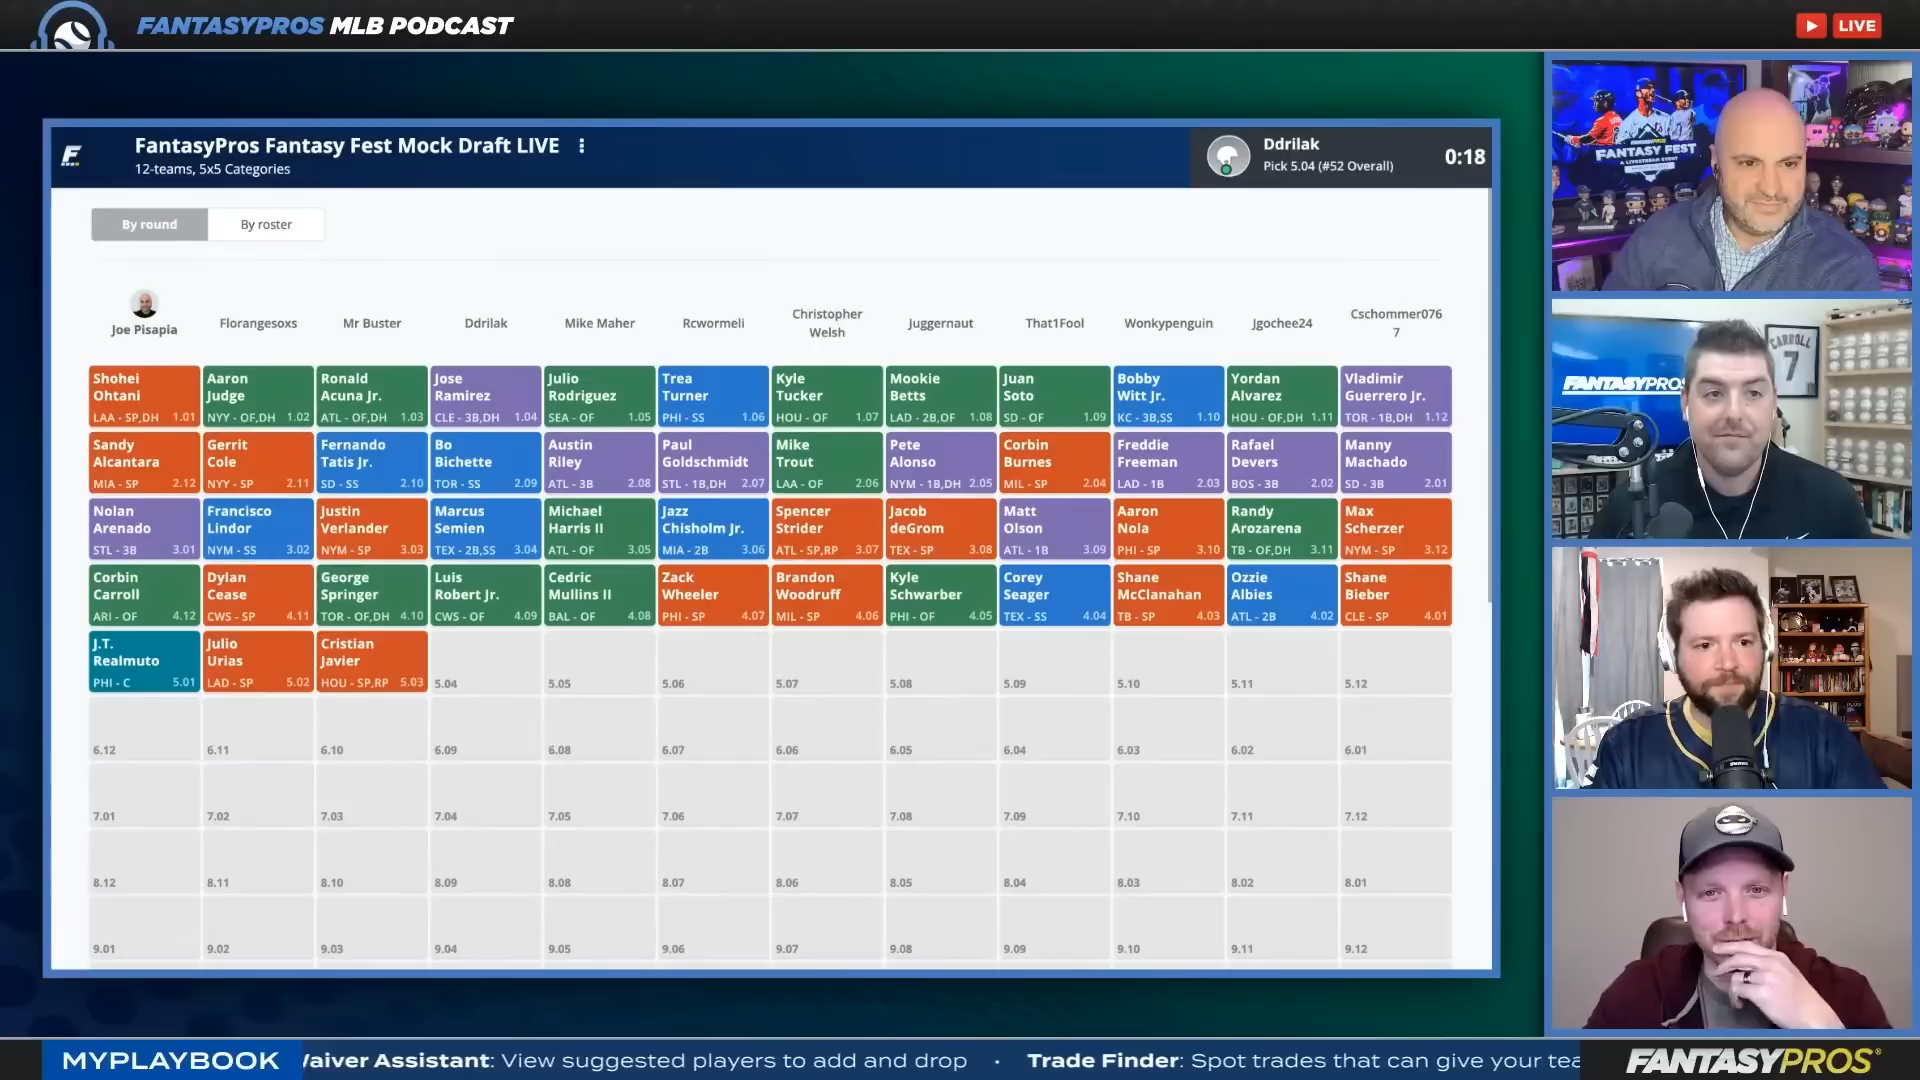 FANTASYPROS MLB PODCAST
LIVE
FantasyPros Fantasy Fest Mock Draft LIVE
12-teams, 5x5 Categories
Ddrilak
Pick 5.04 (#52 Overall)
0:18
By round
By roster
Joe Pisapia
Florangesoxs
Mr Buster
Ddrilak
Mike Maher
Rcwormeli
Christopher
Welsh
Juggernaut
That1Fool
Wonkypenguin
Jgochee24
Cschommer076
7
Shohei
Ohtani
LAA - SP,DH 1.01
Aaron
Judge
NYY - OF,DH 1.02
Ronald
Acuna Jr.
ATL - OF,DH 1.03
Jose
Ramirez
CLE - 3B,DH 1.04
Julio
Rodriguez
SEA - OF 1.05
Trea
Turner
PHI - SS 1.06
Kyle
Tucker
HOU - OF 1.07
Mookie
Betts
LAD - 2B,OF 1.08
Juan
Soto
SD - OF 1.09
Bobby
Witt Jr.
KC - 3B,SS 1.10
Yordan
Alvarez
HOU - OF,DH 1.11
Vladimir
Guerrero Jr.
TOR - 1B,DH 1.12
Sandy
Alcantara
MIA - SP 2.12
Gerrit
Cole
NYY - SP 2.11
Fernando
Tatis Jr.
SD - SS 2.10
Bo
Bichette
TOR - SS 2.09
Austin
Riley
ATL - 3B 2.08
Paul
Goldschmidt
STL - 1B,DH 2.07
Mike
Trout
LAA - OF 2.06
Pete
Alonso
NYM - 1B,DH 2.05
Corbin
Burnes
MIL - SP 2.04
Freddie
Freeman
LAD - 1B 2.03
Rafael
Devers
BOS - 3B 2.02
Manny
Machado
SD - 3B 2.01
Nolan
Arenado
STL - 3B 3.01
Francisco
Lindor
NYM - SS 3.02
Justin
Verlander
NYM - SP 3.03
Marcus
Semien
TEX - 2B,SS 3.04
Michael
Harris II
ATL - OF 3.05
Jazz
Chisholm Jr.
MIA - 2B 3.06
Spencer
Strider
ATL - SP,RP 3.07
Jacob
deGrom
TEX - SP 3.08
Matt
Olson
ATL - 1B 3.09
Aaron
Nola
PHI - SP 3.10
Randy
Arozarena
TB - OF,DH 3.11
Max
Scherzer
NYM - SP 3.12
Corbin
Carroll
ARI - OF 4.12
Dylan
Cease
CWS - SP 4.11
George
Springer
TOR - OF,DH 4.10
Luis
Robert Jr.
CWS - OF 4.09
Cedric
Mullins II
BAL - OF 4.08
Zack
Wheeler
PHI - SP 4.07
Brandon
Woodruff
MIL - SP 4.06
Kyle
Schwarber
PHI - OF 4.05
Corey
Seager
TEX - SS 4.04
Shane
McClanahan
TB - SP 4.03
Ozzie
Albies
ATL - 2B 4.02
Shane
Bieber
CLE - SP 4.01
J.T.
Realmuto
PHI - C 5.01
Julio
Urias
LAD - SP 5.02
Cristian
Javier
HOU - SP,RP 5.03
5.04 5.05 5.06 5.07 5.08 5.09 5.10 5.11 5.12
6.12 6.11 6.10 6.09 6.08 6.07 6.06 6.05 6.04 6.03 6.02 6.01
7.01 7.02 7.03 7.04 7.05 7.06 7.07 7.08 7.09 7.10 7.11 7.12
8.12 8.11 8.10 8.09 8.08 8.07 8.06 8.05 8.04 8.03 8.02 8.01
9.01 9.02 9.03 9.04 9.05 9.06 9.07 9.08 9.09 9.10 9.11 9.12
FANTASY FEST
A LIVESTREAM EVENT
FANTASYPROS
CARROLL
7
MYPLAYBOOK
Waiver Assistant: View suggested players to add and drop • Trade Finder: Spot trades that can give your tea
FANTASYPROS